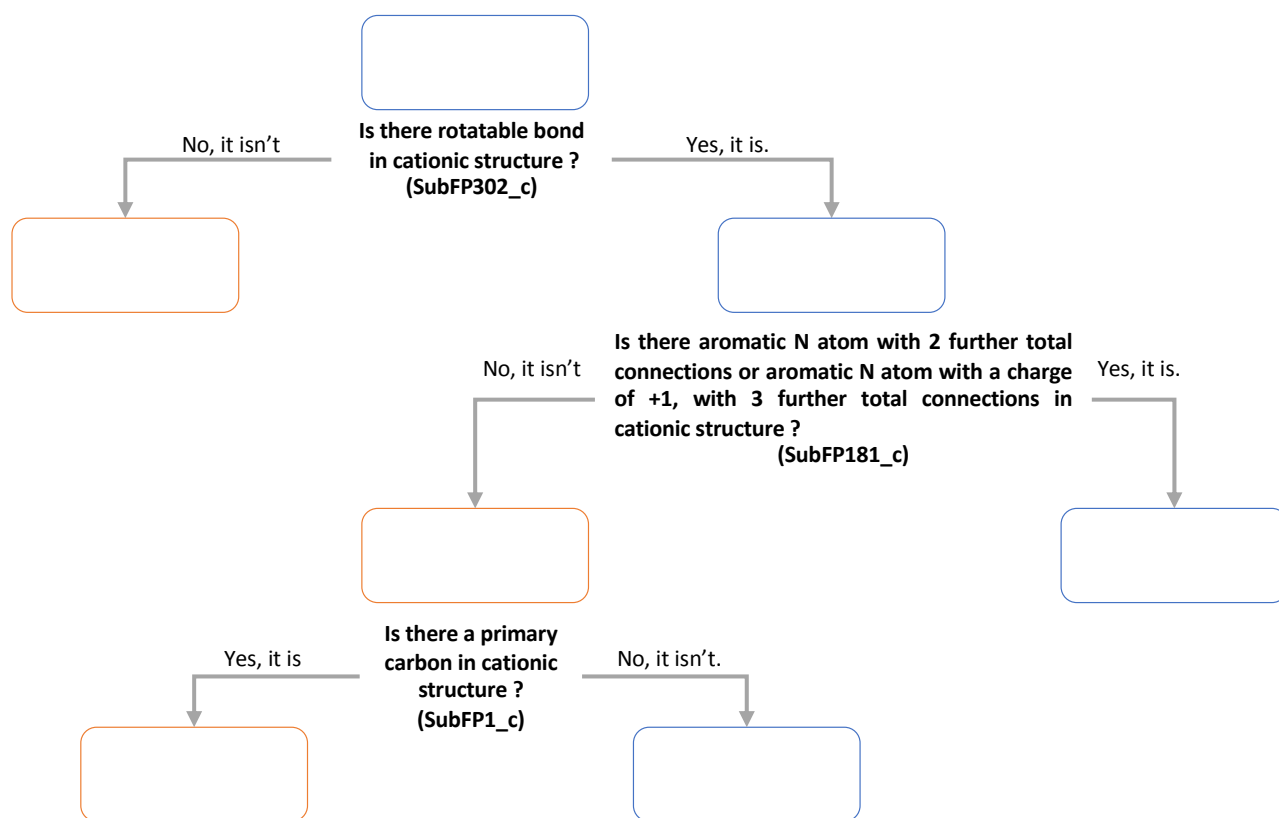 Is there rotatable bond
in cationic structure ?
(SubFP302_c)
No, it isn’t
Yes, it is.
Is there aromatic N atom with 2 further total
connections or aromatic N atom with a charge
of +1, with 3 further total connections in
cationic structure ?
(SubFP181_c)
No, it isn’t
Yes, it is.
Is there a primary
carbon in cationic
structure ?
(SubFP1_c)
Yes, it is
No, it isn’t.